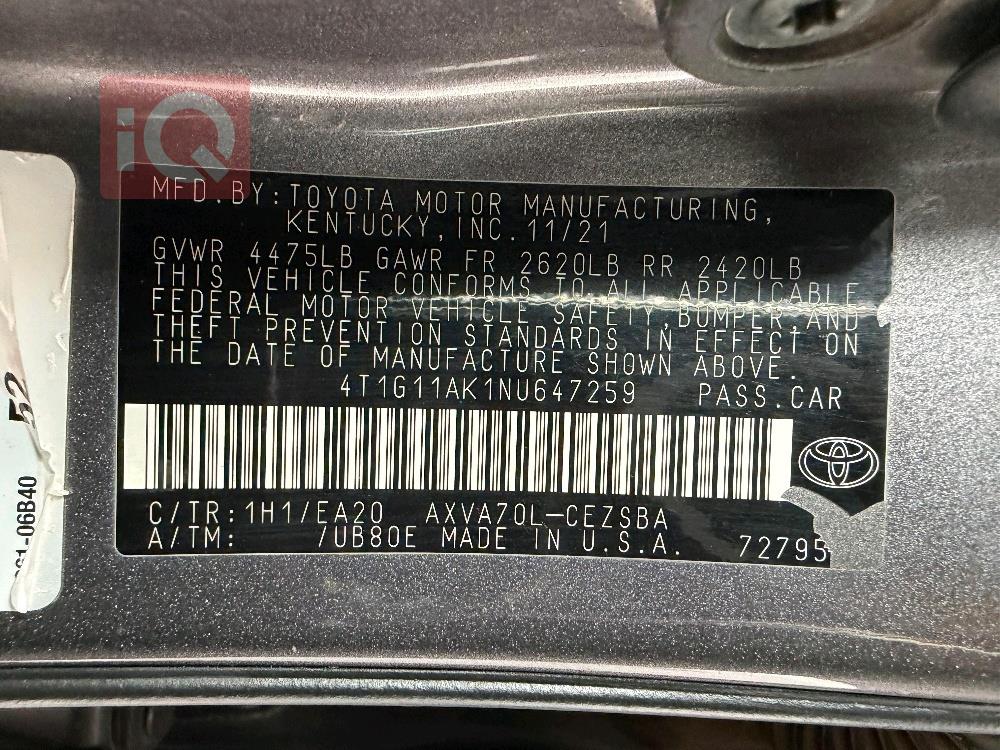 iQ
MFD.BY:TOYOTA MOTOR MANUFACTURING,
KENTUCKY,INC.11/21
GVWR 4475LB GAWR FR 2620LB RR 2420LB
THIS VEHICLE CONFORMS TO ALL APPLICABLE
FEDERAL MOTOR VEHICLE SAFETY,BUMPER,AND
THEFT PREVENTION STANDARDS IN EFFECT ON
THE DATE OF MANUFACTURE SHOWN ABOVE.
4T1G11AK1NU647259 PASS.CAR
C/TR:1H1/EA20 AXVA70L-CEZSBA
A/TM: /UB80E MADE IN U.S.A. 72795
52
-06B40